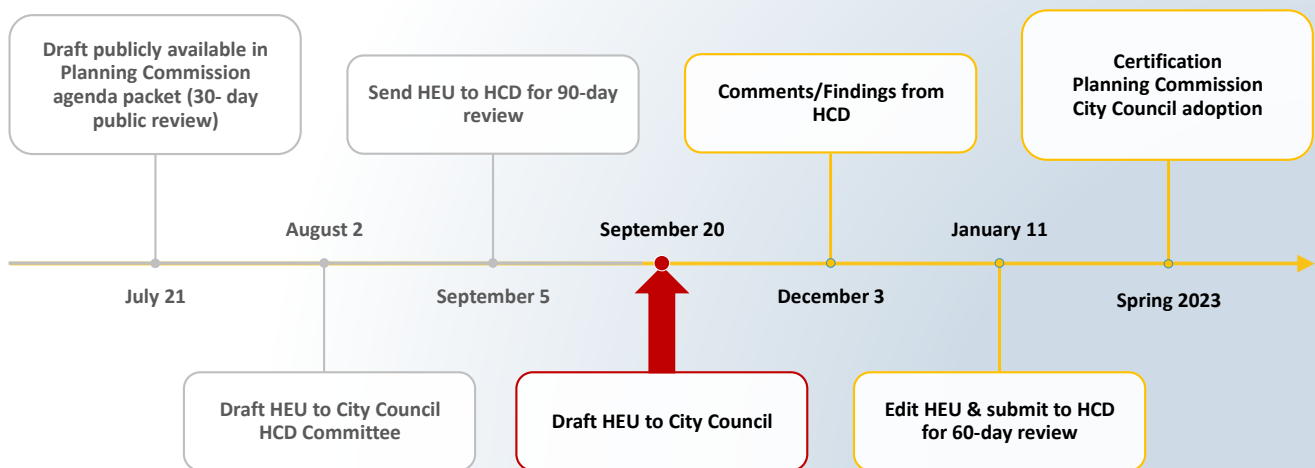 Draft publicly available in
Planning Commission
agenda packet (30- day
public review)
Send HEU to HCD for 90-day
review
Comments/Findings from
HCD
Certification
Planning Commission
City Council adoption
August 2
September 20
January 11
July 21
September 5
December 3
Spring 2023
Draft HEU to City Council
HCD Committee
Draft HEU to City Council
Edit HEU & submit to HCD
for 60-day review